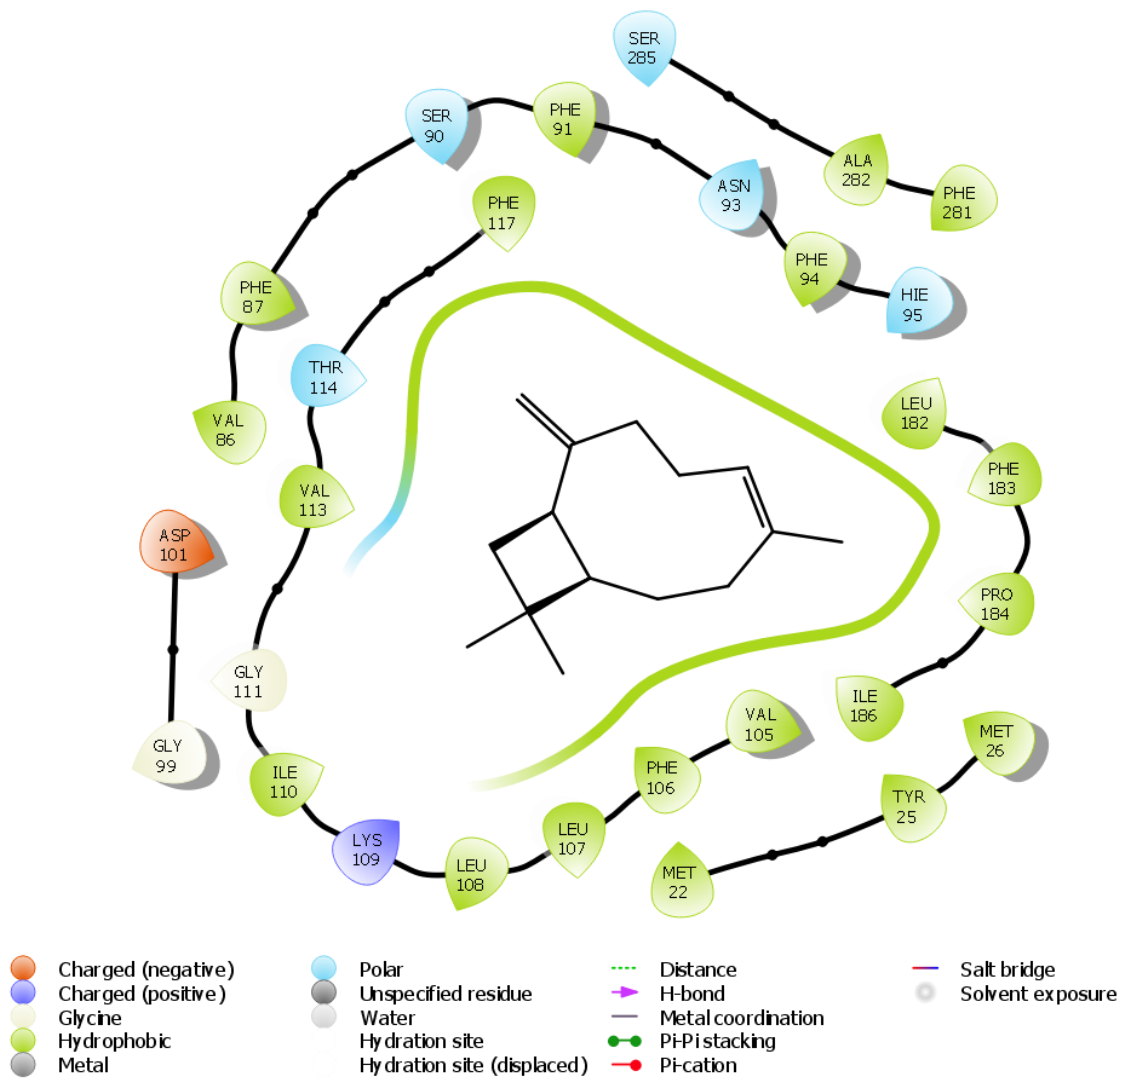 SER
285
SER
90
PHE
91
ALA
282
PHE
281
ASN
93
PHE
117
PHE
94
HIE
95
PHE
87
THR
114
VAL
86
LEU
182
PHE
183
VAL
113
ASP
101
PRO
184
GLY
111
ILE
186
VAL
105
MET
26
GLY
99
ILE
110
PHE
106
TYR
25
LYS
109
LEU
107
LEU
108
MET
22
Charged (negative)
Charged (positive)
Glycine
Hydrophobic
Metal
Polar
Unspecified residue
Water
Hydration site
Hydration site (displaced)
Distance
H-bond
Metal coordination
Pi-Pi stacking
Pi-cation
Salt bridge
Solvent exposure